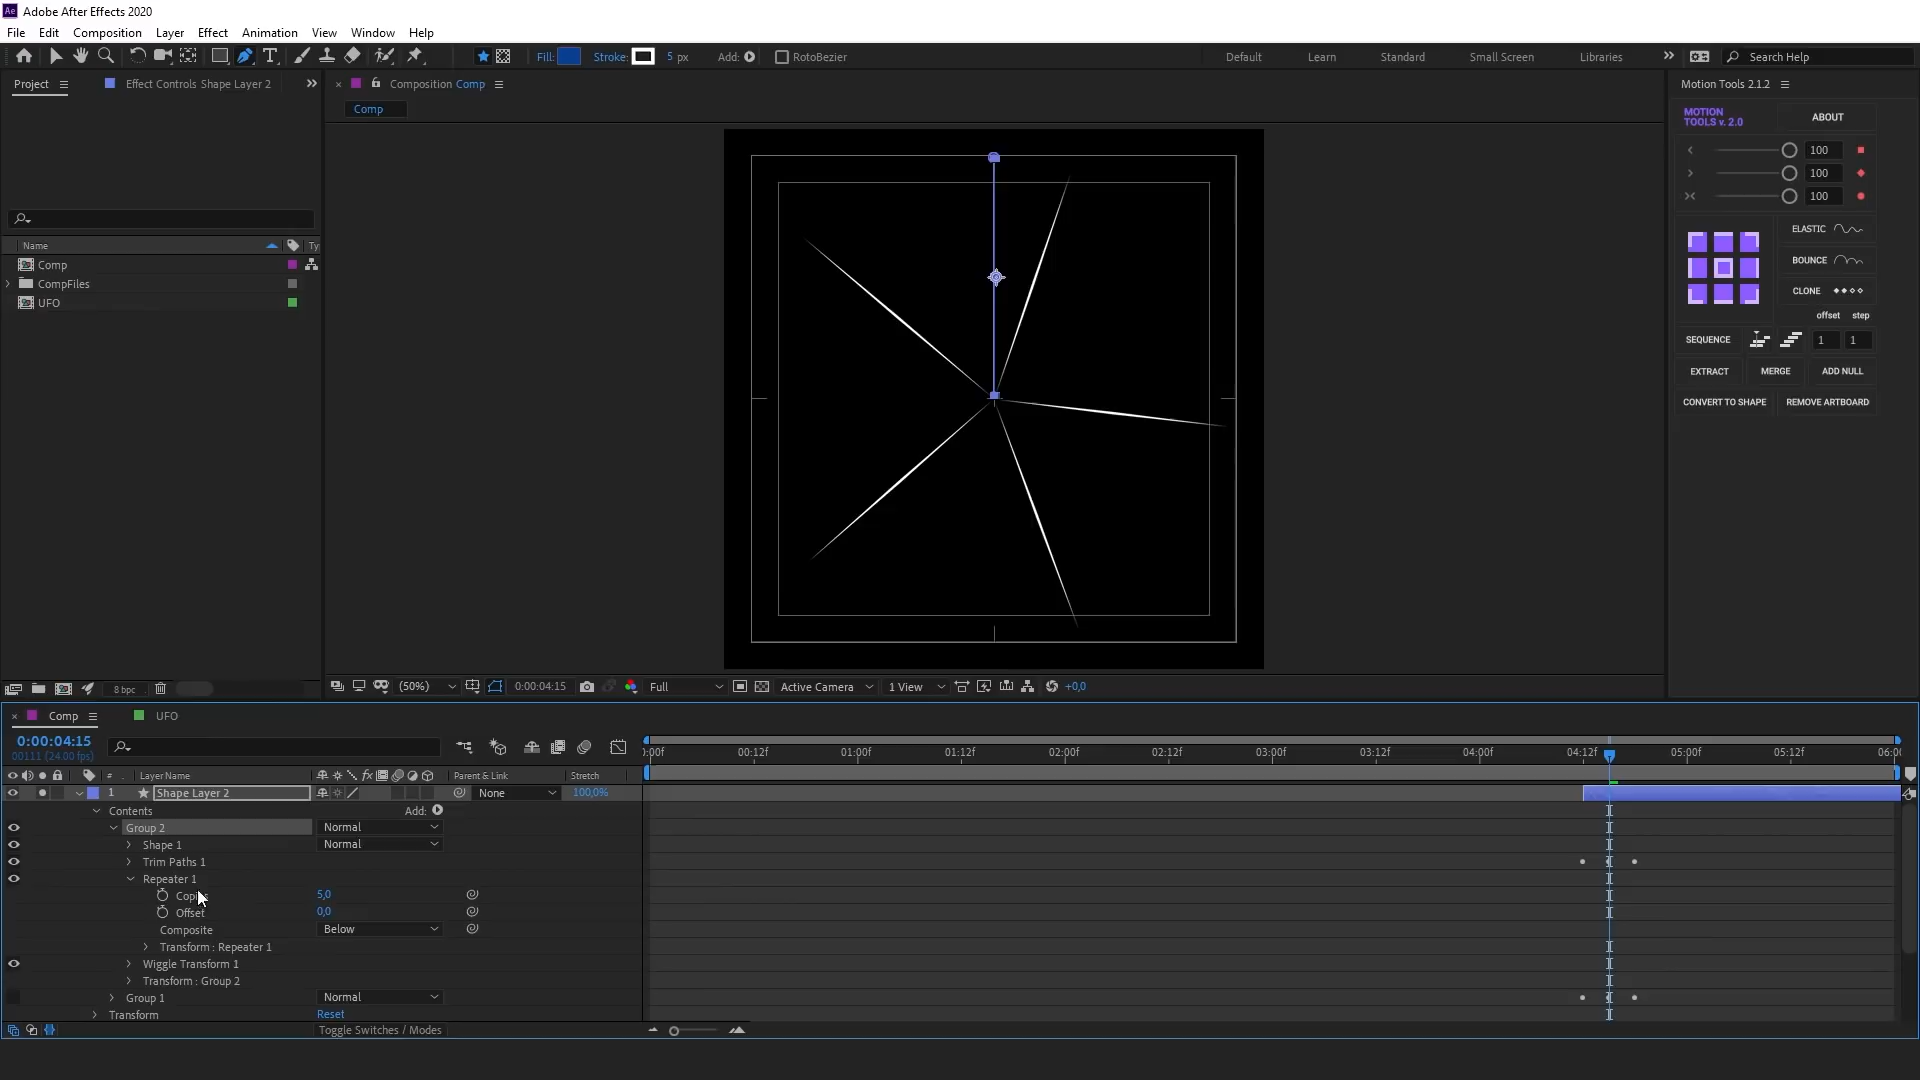 Adobe After Effects 2020
File Edit Composition Layer Effect Animation View Window Help
Fill: Stroke: 5 px Add: RotoBezier Default Learn Standard Small Screen Libraries Search Help
Project Effect Controls Shape Layer 2 Composition Comp Motion Tools 2.1.2
Comp
MOTION
TOOLS v. 2.0
ABOUT
100
100
100
ELASTIC
BOUNCE
CLONE
offset step
SEQUENCE 1 1
EXTRACT MERGE ADD NULL
CONVERT TO SHAPE REMOVE ARTBOARD
Name Ty
Comp
CompFiles
UFO
8 bpc
(50%) 0:00:04:15 Full Active Camera 1 View +0,0
Comp UFO
0:00:04:15
00111 (24.00 fps)
:00f 00:12f 01:00f 01:12f 02:00f 02:12f 03:00f 03:12f 04:00f 04:12f 05:00f 05:12f 06:0
# Layer Name Parent & Link Stretch
1 Shape Layer 2 None 100,0%
Contents Add:
Group 2 Normal
Shape 1 Normal
Trim Paths 1
Repeater 1
5,0
Offset 0,0
Composite Below
Transform : Repeater 1
Wiggle Transform 1
Transform : Group 2
Group 1 Normal
Transform Reset
Toggle Switches / Modes